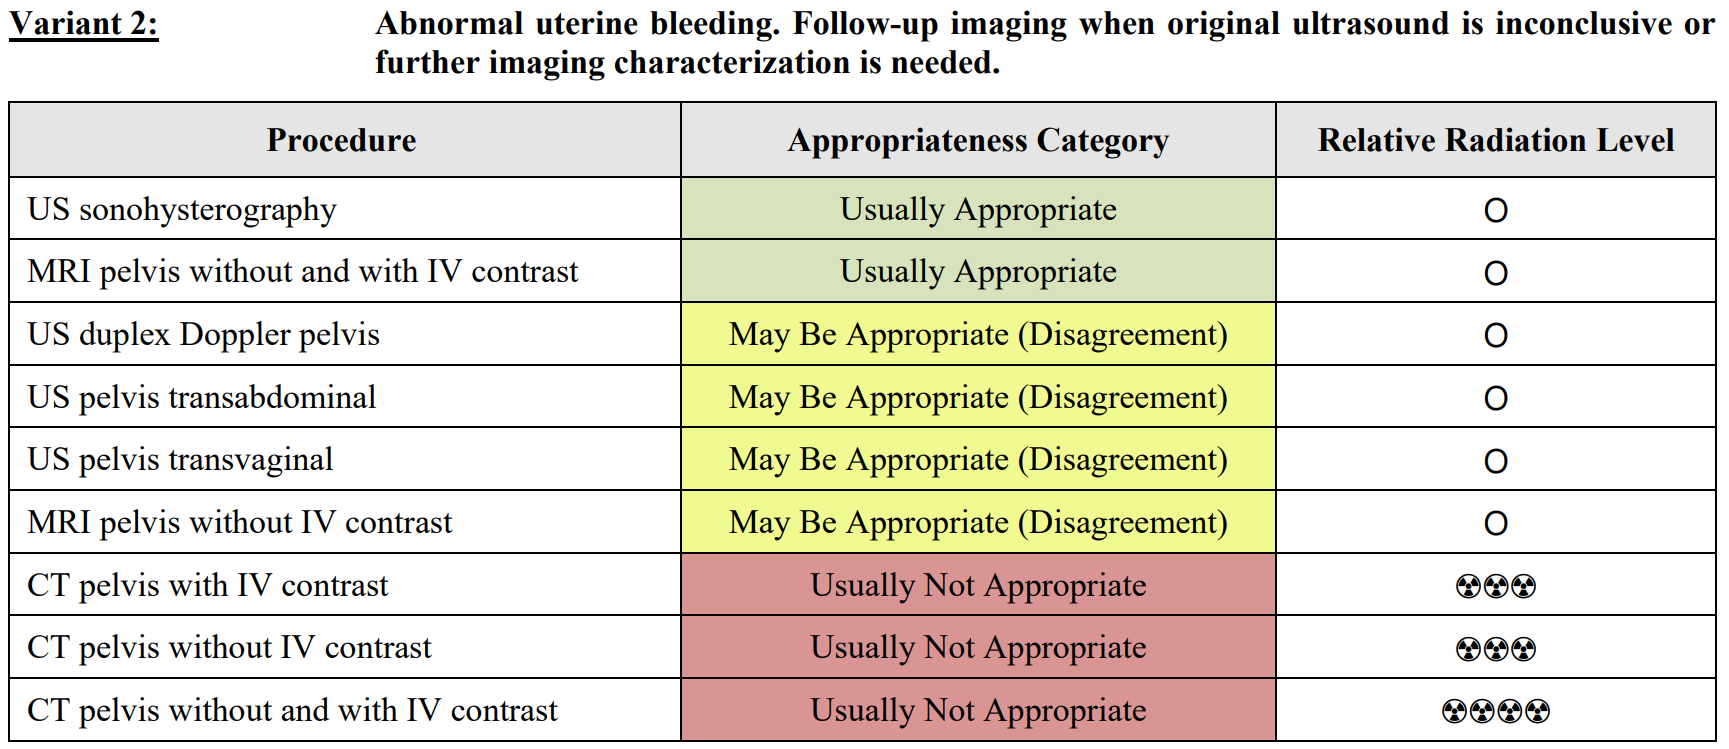 Variant 2: Abnormal uterine bleeding. Follow-up imaging when original ultrasound is inconclusive or
further imaging characterization is needed.
Procedure Appropriateness Category Relative Radiation Level
US sonohysterography Usually Appropriate O
MRI pelvis without and with IV contrast Usually Appropriate O
US duplex Doppler pelvis May Be Appropriate (Disagreement) O
US pelvis transabdominal May Be Appropriate (Disagreement) O
US pelvis transvaginal May Be Appropriate (Disagreement) O
MRI pelvis without IV contrast May Be Appropriate (Disagreement) O
CT pelvis with IV contrast Usually Not Appropriate ☢☢☢
CT pelvis without IV contrast Usually Not Appropriate ☢☢☢
CT pelvis without and with IV contrast Usually Not Appropriate ☢☢☢☢